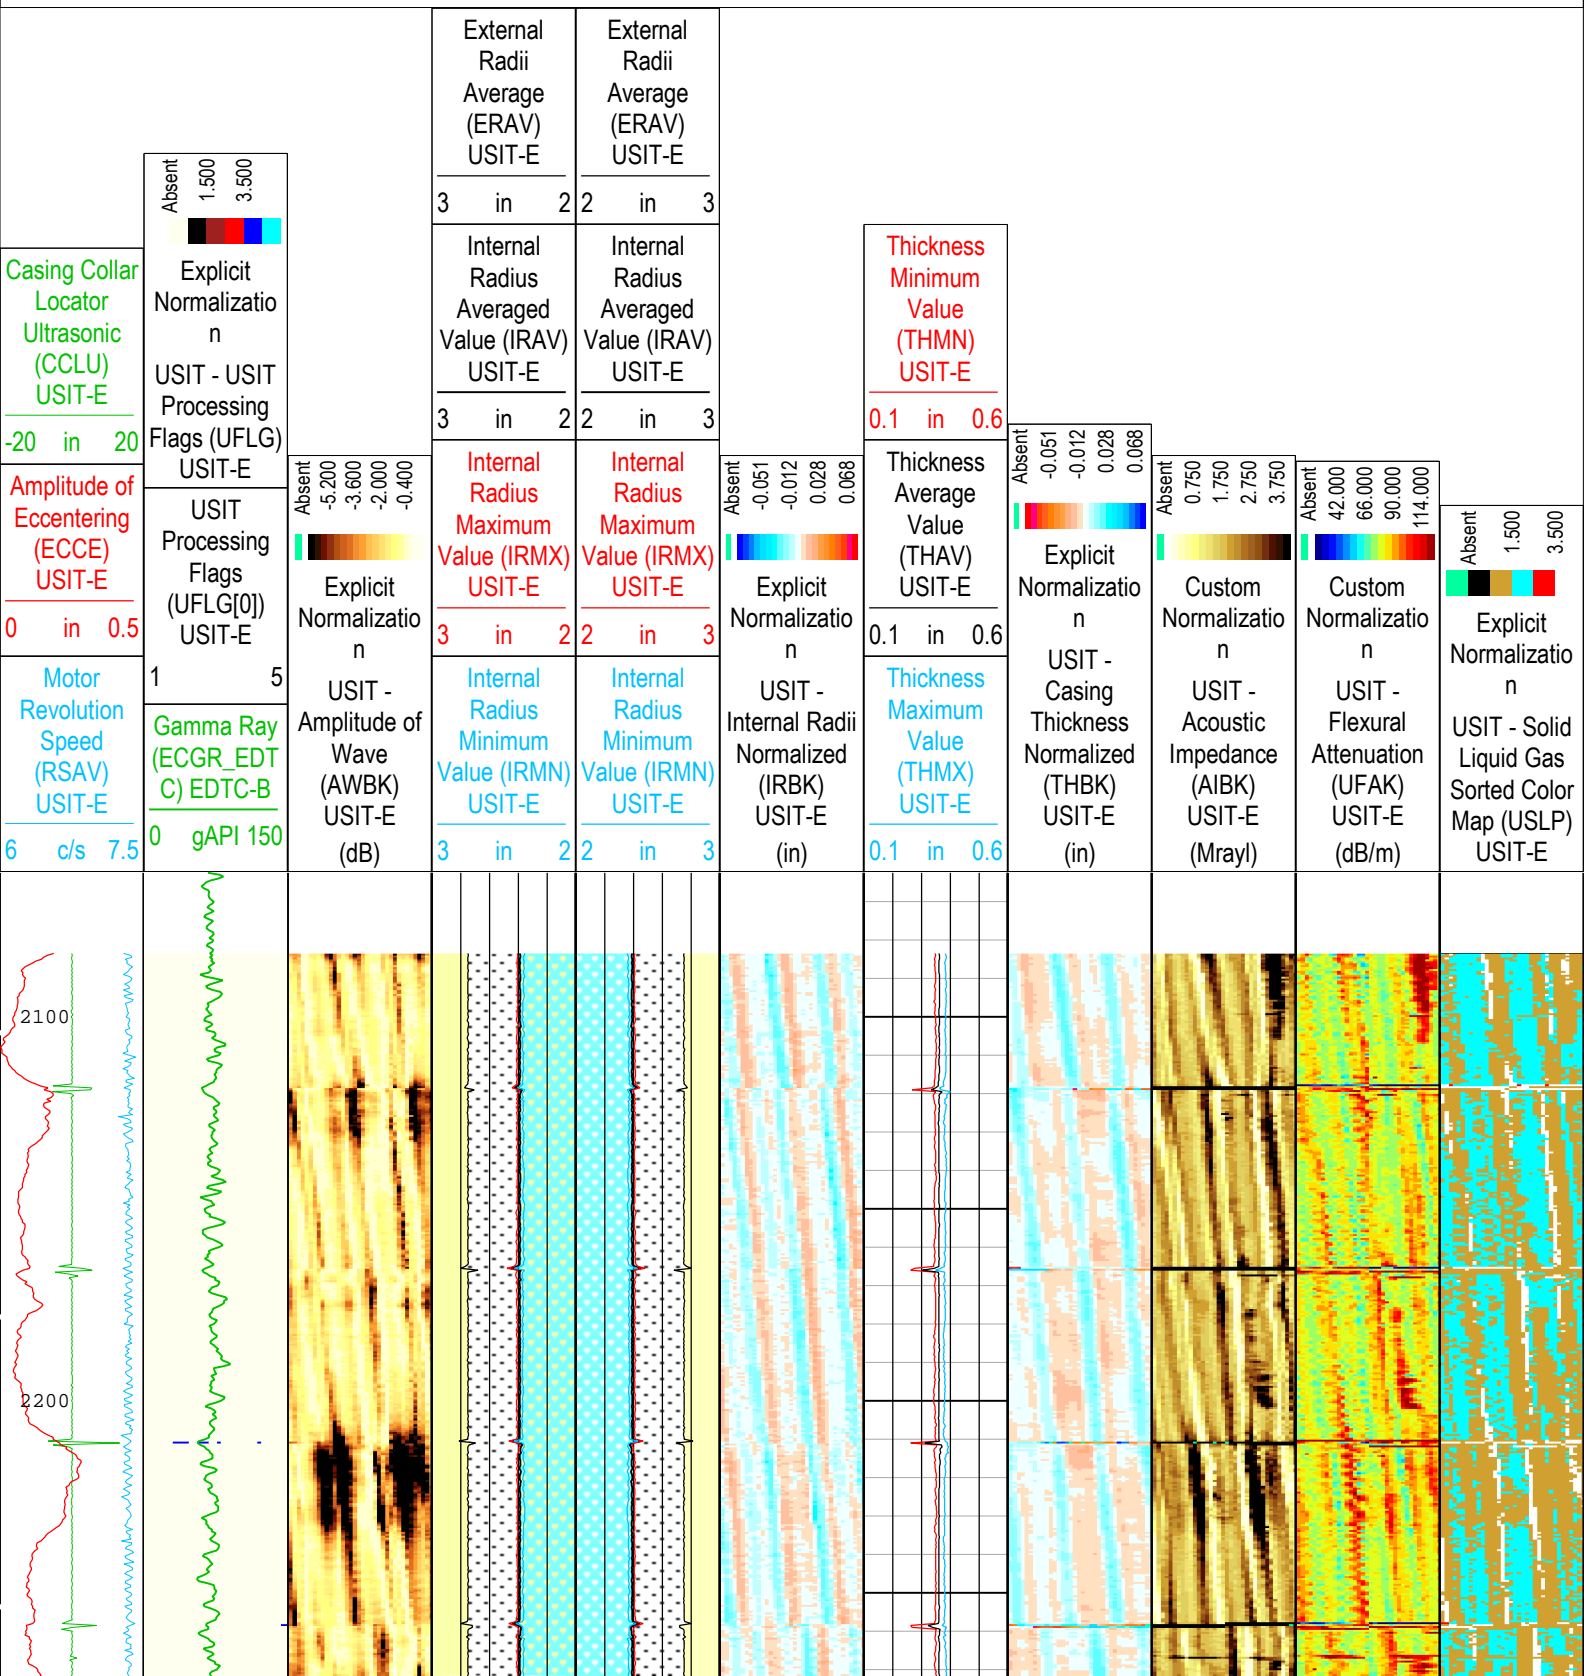 Casing Collar
Locator
Ultrasonic
(CCLU)
USIT-E
-20 in 20
Amplitude of
Eccentering
(ECCE)
USIT-E
0 in 0.5
Motor
Revolution
Speed
(RSAV)
USIT-E
6 c/s 7.5
Absent
1.500
3.500
Explicit
Normalizatio
n
USIT - USIT
Processing
Flags (UFLG)
USIT-E
USIT
Processing
Flags
(UFLG[0])
USIT-E
1 5
Gamma Ray
(ECGR_EDT
C) EDTC-B
0 gAPI 150
Absent
-5.200
-3.600
-2.000
-0.400
Explicit
Normalizatio
n
USIT -
Amplitude of
Wave
(AWBK)
USIT-E
(dB)
External
Radii
Average
(ERAV)
USIT-E
3 in 2
Internal
Radius
Averaged
Value (IRAV)
USIT-E
3 in 2
Internal
Radius
Maximum
Value (IRMX)
USIT-E
3 in 2
Internal
Radius
Minimum
Value (IRMN)
USIT-E
3 in 2
External
Radii
Average
(ERAV)
USIT-E
2 in 3
Internal
Radius
Averaged
Value (IRAV)
USIT-E
2 in 3
Internal
Radius
Maximum
Value (IRMX)
USIT-E
2 in 3
Internal
Radius
Minimum
Value (IRMN)
USIT-E
2 in 3
Absent
-0.051
-0.012
0.028
0.068
Explicit
Normalizatio
n
USIT -
Internal Radii
Normalized
(IRBK)
USIT-E
(in)
Thickness
Minimum
Value
(THMN)
USIT-E
0.1 in 0.6
Thickness
Average
Value
(THAV)
USIT-E
0.1 in 0.6
Thickness
Maximum
Value
(THMX)
USIT-E
0.1 in 0.6
Absent
-0.051
-0.012
0.028
0.068
Explicit
Normalizatio
n
USIT -
Casing
Thickness
Normalized
(THBK)
USIT-E
(in)
Absent
0.750
1.750
2.750
3.750
Custom
Normalizatio
n
USIT -
Acoustic
Impedance
(AIBK)
USIT-E
(Mrayl)
Absent
42.000
66.000
90.000
114.000
Custom
Normalizatio
n
USIT -
Flexural
Attenuation
(UFAK)
USIT-E
(dB/m)
Absent
1.500
3.500
Explicit
Normalizatio
n
USIT - Solid
Liquid Gas
Sorted Color
Map (USLP)
USIT-E
2100
2200